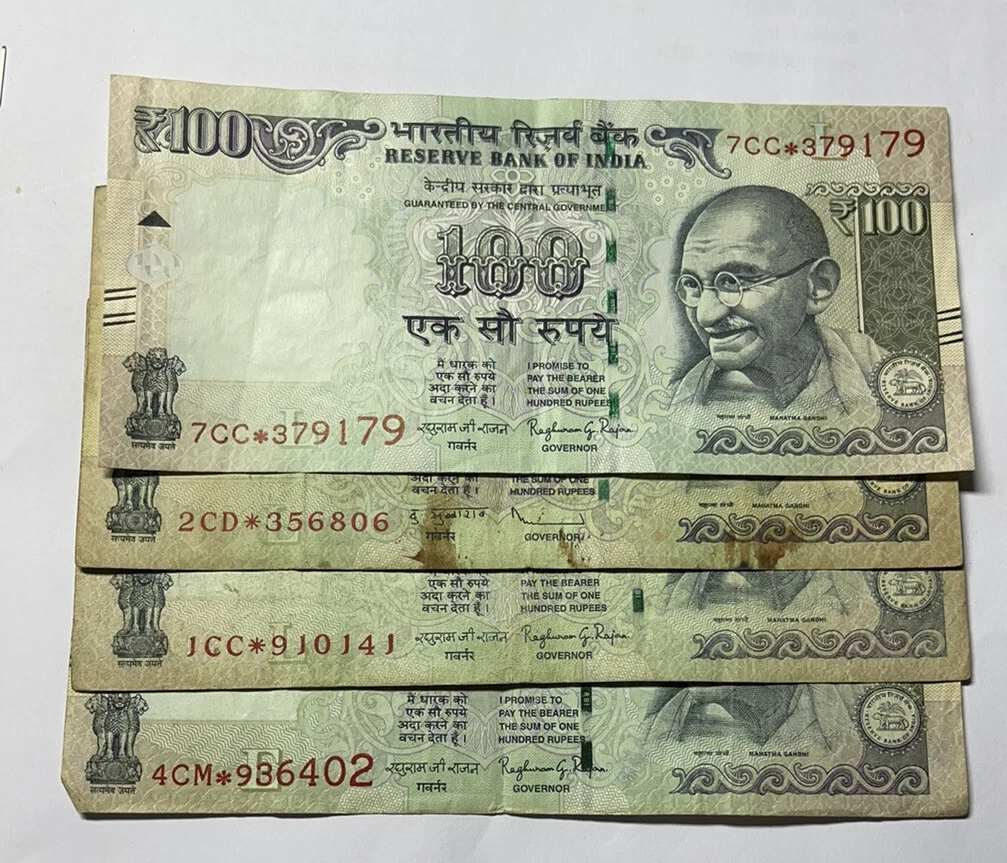 ₹100 भारतीय रिज़र्व बैंक 7CC*379179
RESERVE BANK OF INDIA
केन्द्रीय सरकार द्वारा प्रत्याभूत
GUARANTEED BY THE CENTRAL GOVERNME
₹100
100
एक सौ रुपये
मैं धारक को
एक सौ रुपये
अदा करने का
वचन देता हूँ।
I PROMISE TO
PAY THE BEARER
THE SUM OF ONE
HUNDRED RUPEES
महात्मा गांधी MAHATMA GANDHI
7CC*379179
रघुराम जी राजन Raghuram G. Rajan
गवर्नर GOVERNOR
सत्यमेव जयते
अदा करने का
वचन देता हूँ।
THE SUM OF ONE
HUNDRED RUPEES
महात्मा गांधी MAHATMA GANDHI
2CD*356806
गवर्नर GOVERNOR
सत्यमेव जयते
एक सौ रुपये
अदा करने का
वचन देता हूँ।
PAY THE BEARER
THE SUM OF ONE
HUNDRED RUPEES
महात्मा गांधी MAHATMA GANDHI
1CC*910141
रघुराम जी राजन Raghuram G. Rajan
गवर्नर GOVERNOR
सत्यमेव जयते
मैं धारक को
एक सौ रुपये
अदा करने का
वचन देता हूँ।
I PROMISE TO
PAY THE BEARER
THE SUM OF ONE
HUNDRED RUPEES
महात्मा गांधी MAHATMA GANDHI
4CM*936402
रघुराम जी राजन Raghuram G. Rajan
गवर्नर GOVERNOR
सत्यमेव जयते